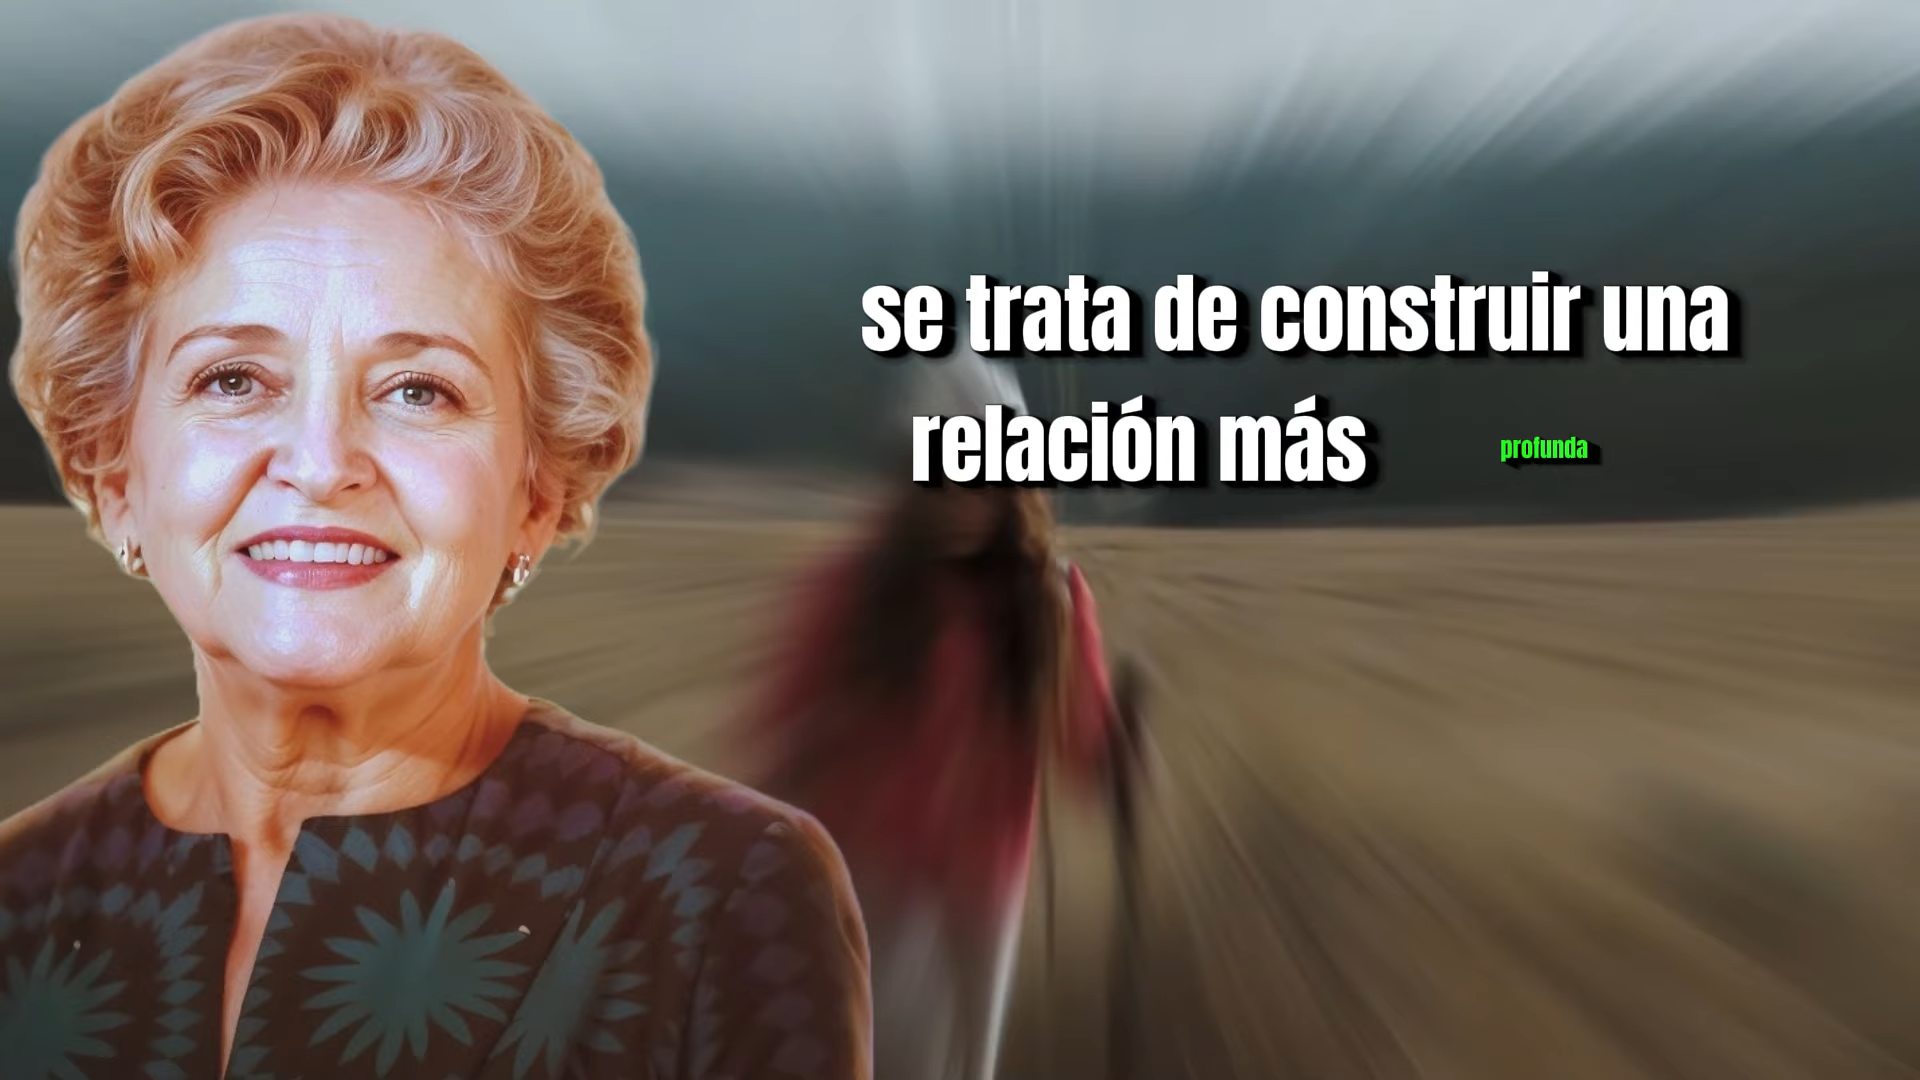 se trata de construir una
relación más profunda